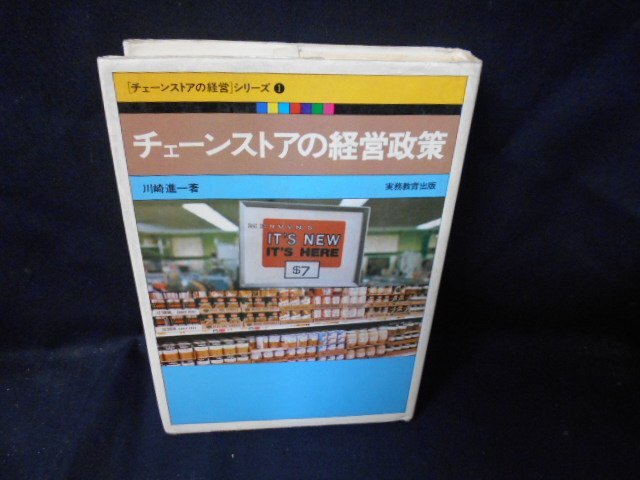 [チェーンストアの経営]シリーズ❶
チェーンストアの経営政策
川崎進一著
実務教育出版
IT'S NEW
IT'S HERE
$7